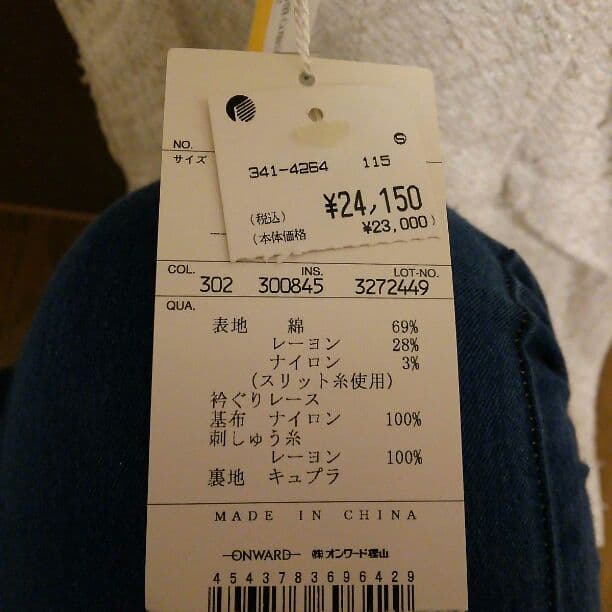 NO.
サイズ
Ⓢ
341-4264 115
(税込) ¥24,150
(本体価格 ¥23,000)
COL. INS. LOT-NO.
302 300845 3272449
QUA.
表地 綿 69%
レーヨン 28%
ナイロン 3%
(スリット糸使用)
衿ぐりレース
基布 ナイロン 100%
刺しゅう糸
レーヨン 100%
裏地 キュプラ
MADE IN CHINA
ONWARD ㈱オンワード樫山
4543783696429